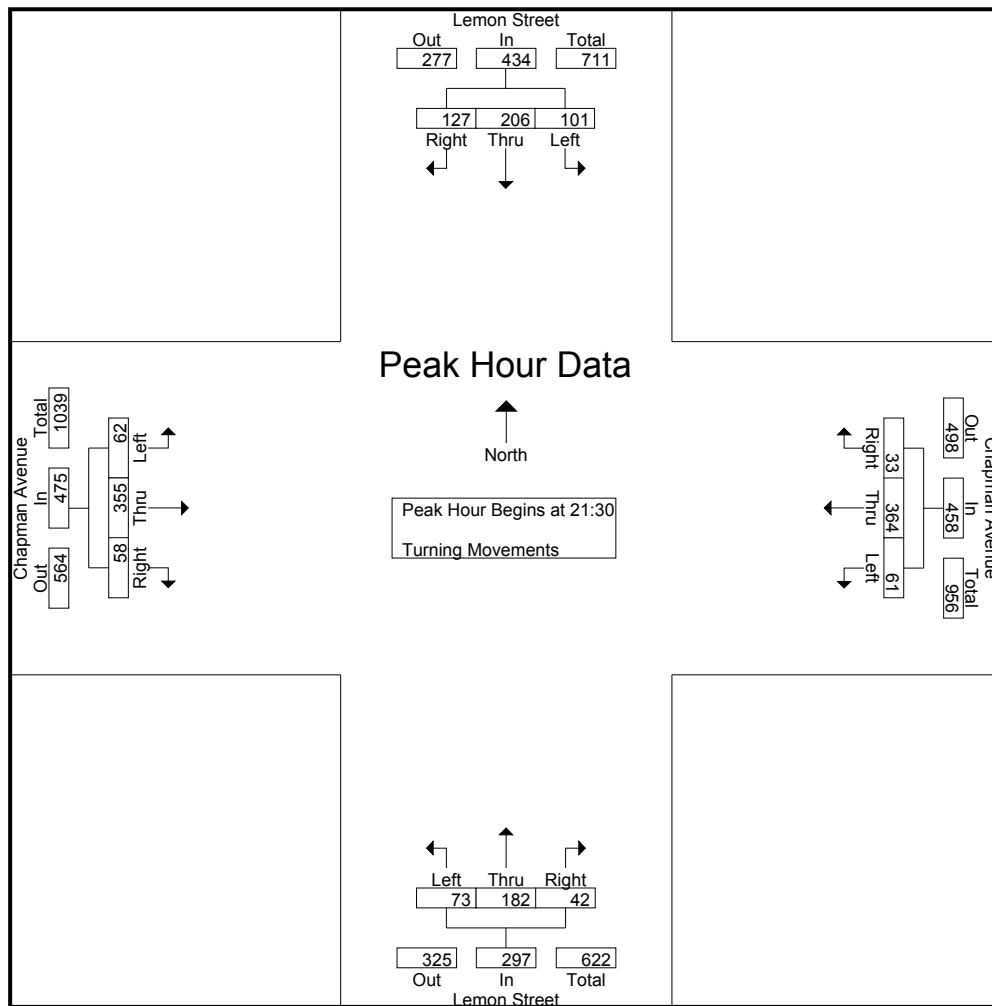 Lemon Street
Out In Total
277 434 711
127 206 101
Right Thru Left
Peak Hour Data
North
Peak Hour Begins at 21:30
Turning Movements
Chapman Avenue
Total In Out
1039 475 564
62 355 58
Left Thru Right
Chapman Avenue
Out In Total
498 458 956
33 364 61
Right Thru Left
Left Thru Right
73 182 42
325 297 622
Out In Total
Lemon Street